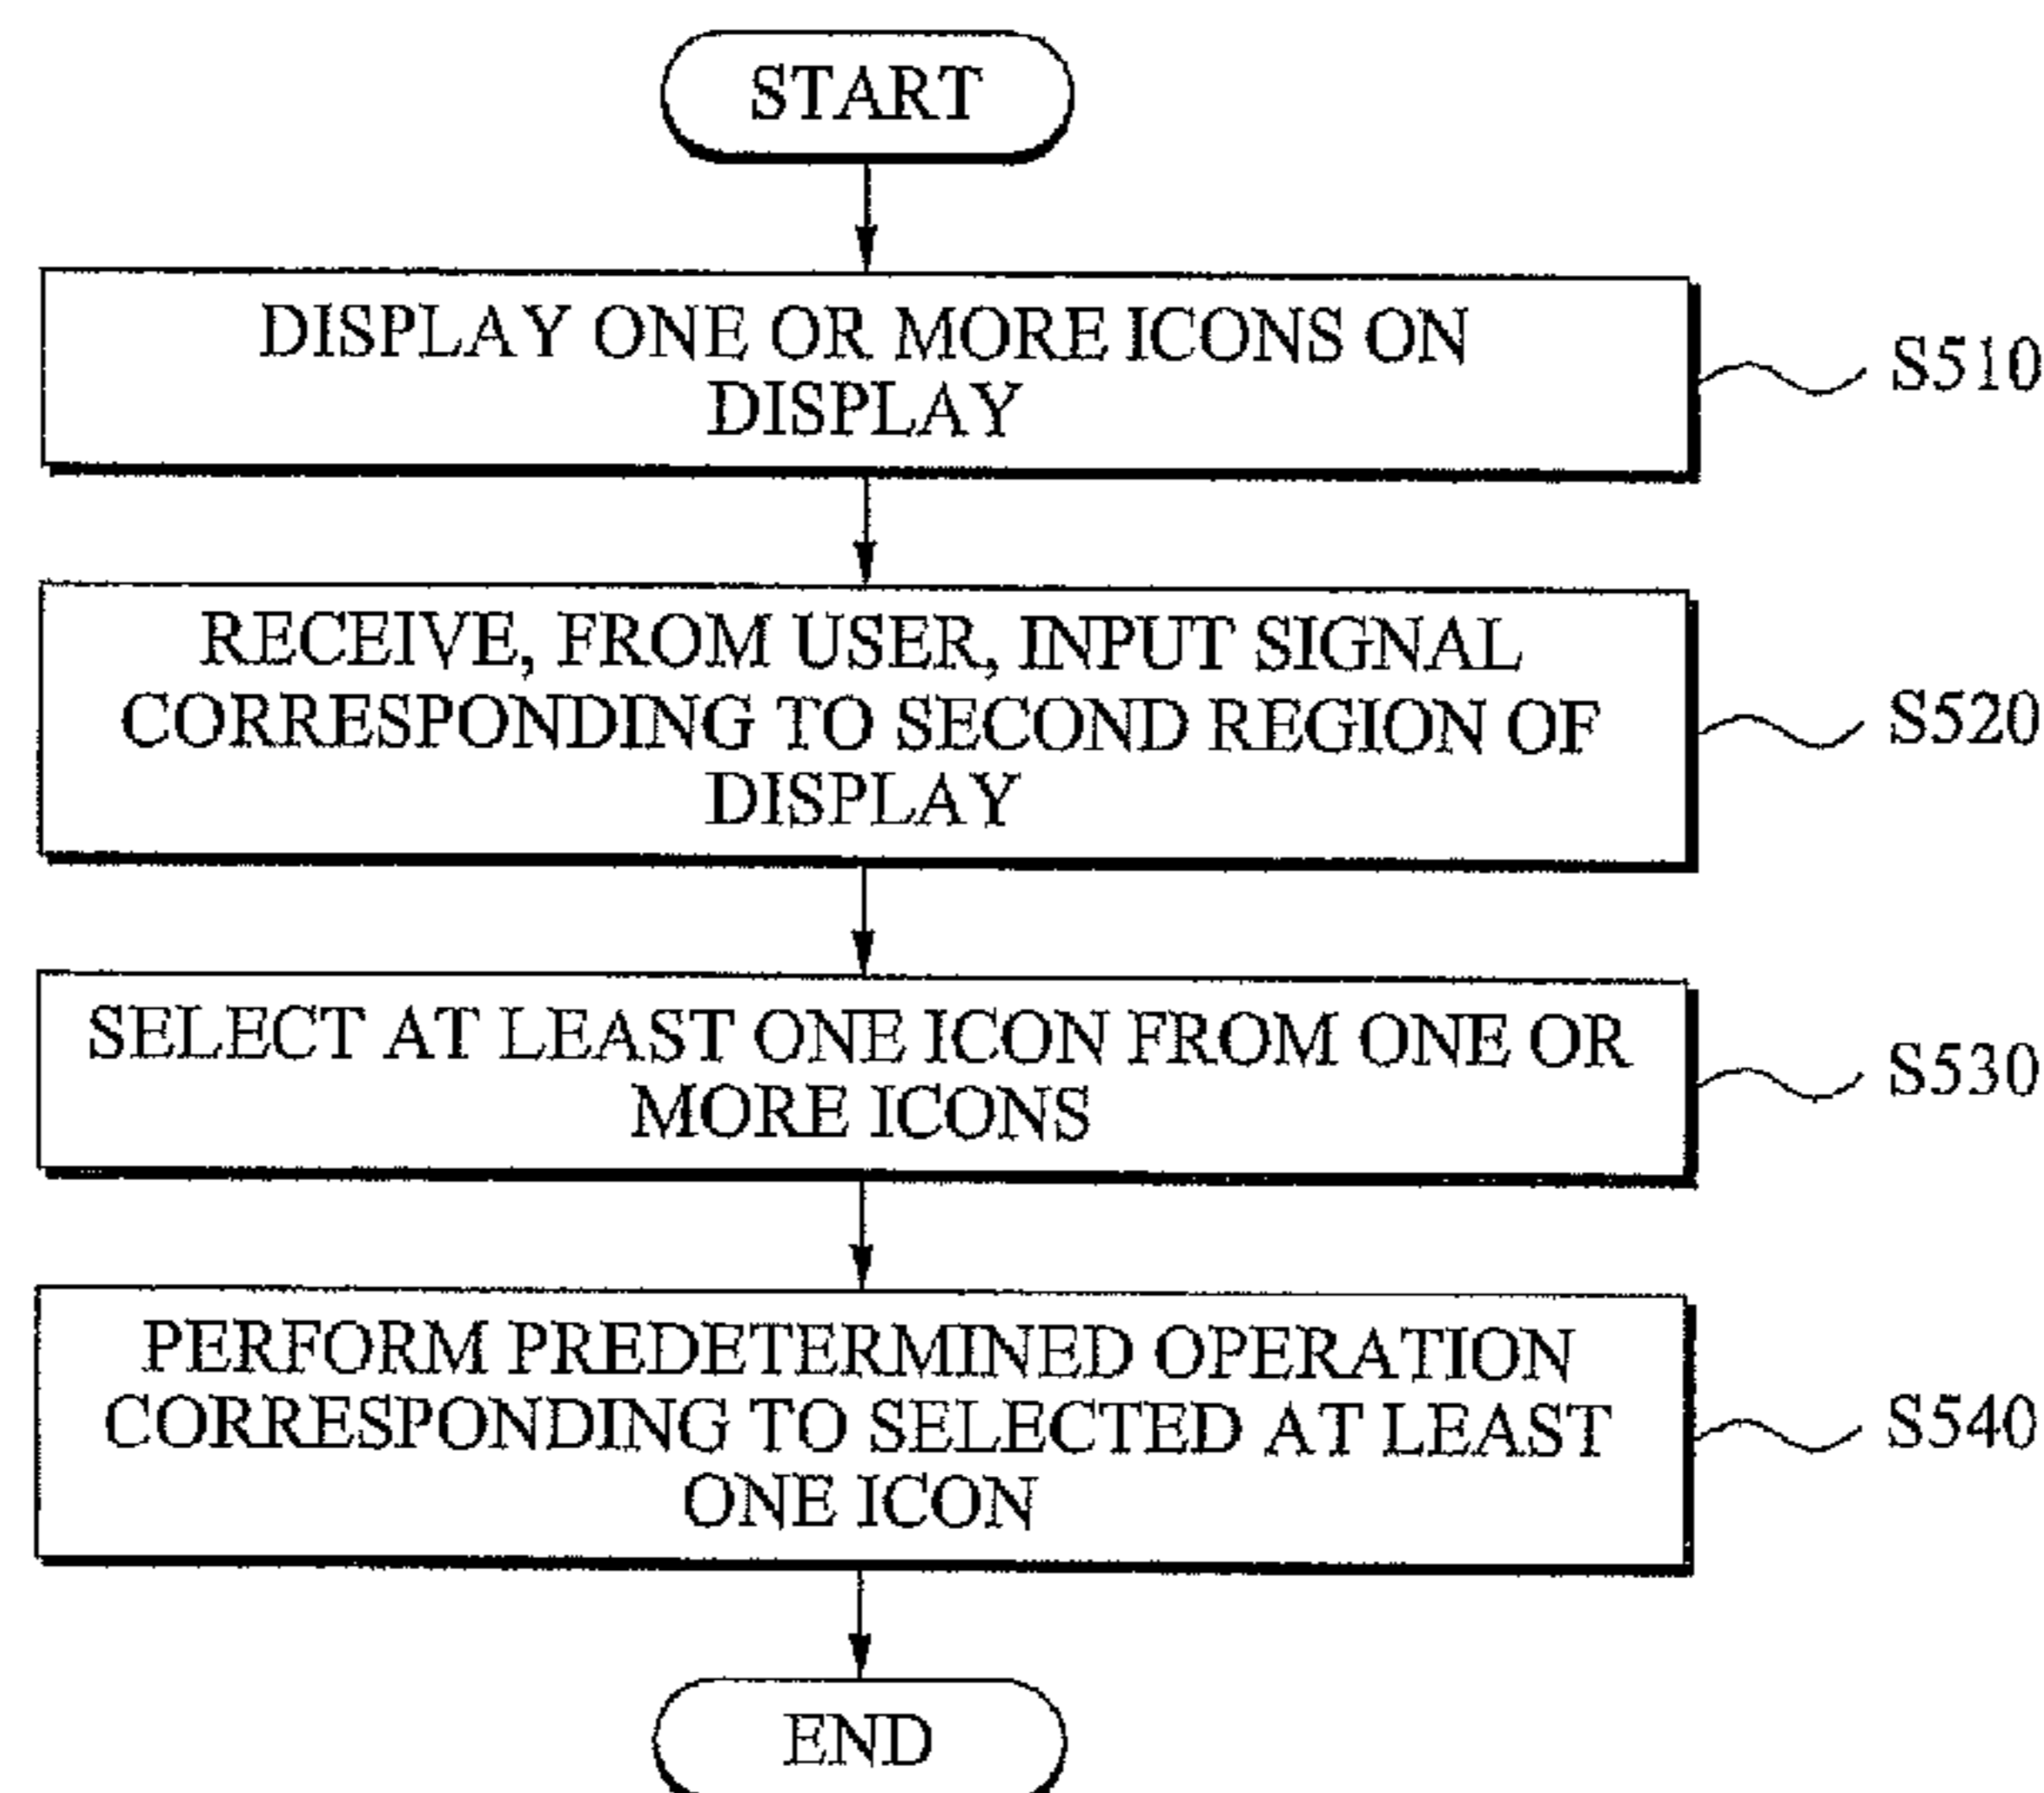 START
DISPLAY ONE OR MORE ICONS ON
DISPLAY
S510
RECEIVE, FROM USER, INPUT SIGNAL
CORRESPONDING TO SECOND REGION OF
DISPLAY
S520
SELECT AT LEAST ONE ICON FROM ONE OR
MORE ICONS
S530
PERFORM PREDETERMINED OPERATION
CORRESPONDING TO SELECTED AT LEAST
ONE ICON
S540
END